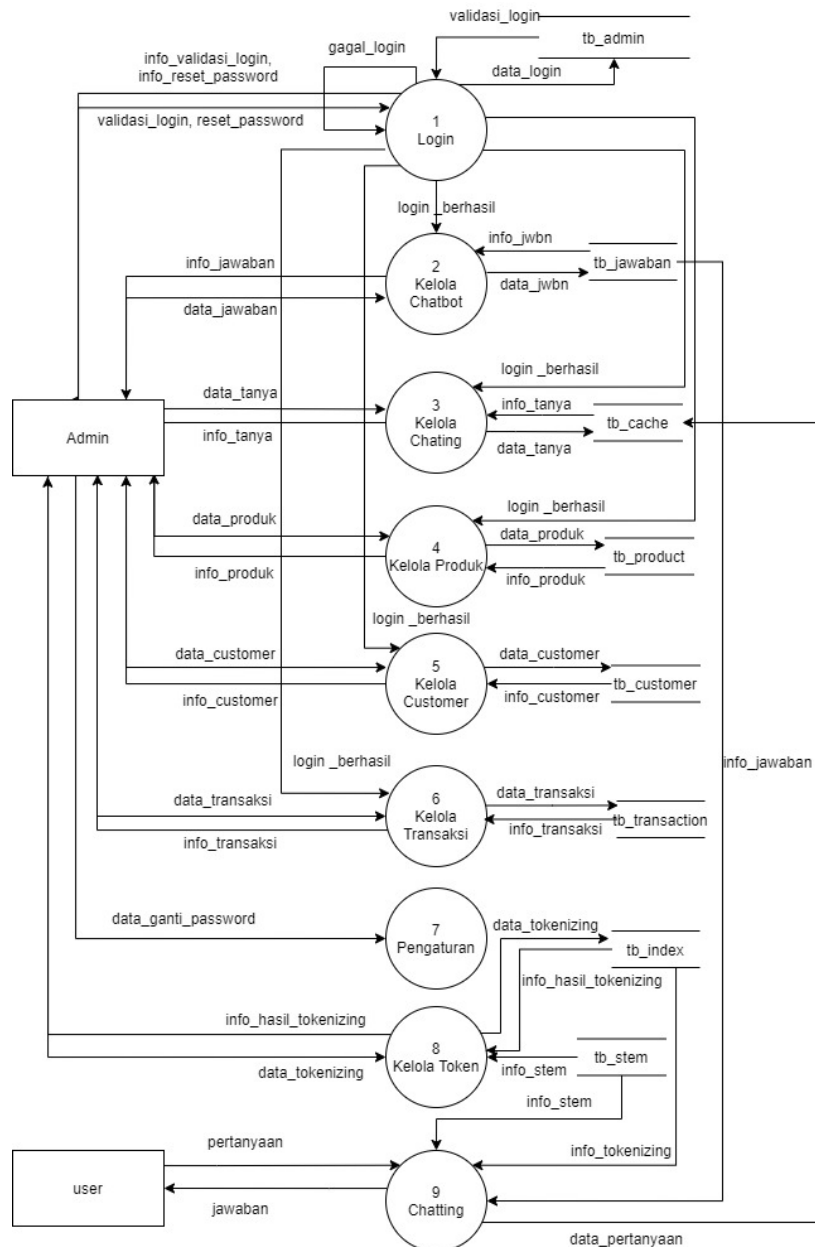 validasi_login
tb_admin
gagal_login
info_validasi_login,
info_reset_password
data_login
validasi_login, reset_password
1
Login
login _berhasil
info_jwbn
info_jawaban
2
Kelola
Chatbot
tb_jawaban
data_jwbn
data_jawaban
login _berhasil
data_tanya
info_tanya
3
Kelola
Chating
tb_cache
Admin
info_tanya
data_tanya
login _berhasil
data_produk
data_produk
4
Kelola Produk
tb_product
info_produk
info_produk
login _berhasil
data_customer
data_customer
5
Kelola
Customer
tb_customer
info_customer
info_customer
info_jawaban
login _berhasil
data_transaksi
data_transaksi
6
Kelola
Transaksi
tb_transaction
info_transaksi
info_transaksi
data_ganti_password
7
Pengaturan
data_tokenizing
tb_index
info_hasil_tokenizing
info_hasil_tokenizing
8
Kelola Token
tb_stem
info_stem
data_tokenizing
info_stem
pertanyaan
info_tokenizing
user
9
Chatting
jawaban
data_pertanyaan